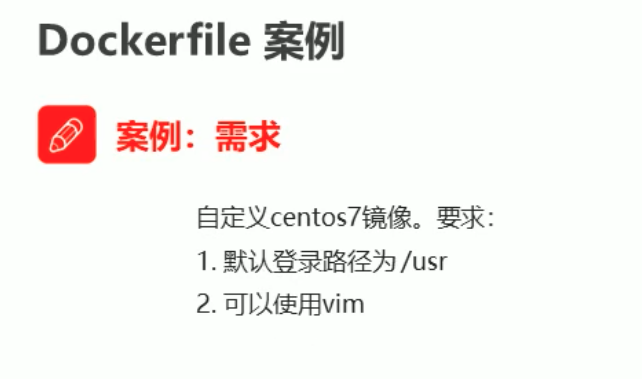 Dockerfile 案例
案例：需求
自定义centos7镜像。要求：
1. 默认登录路径为/usr
2. 可以使用vim